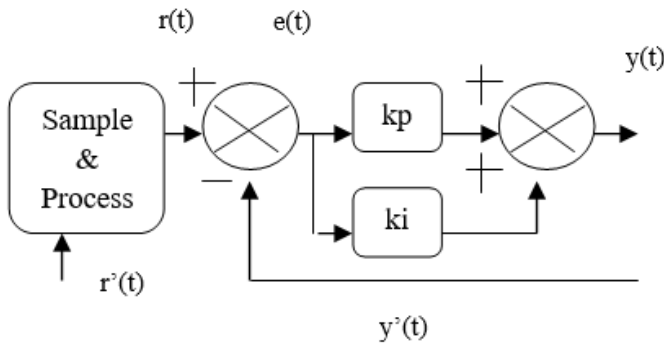 r(t)
e(t)
y(t)
+
+
Sample
&
Process
kp
−
+
ki
r’(t)
y’(t)